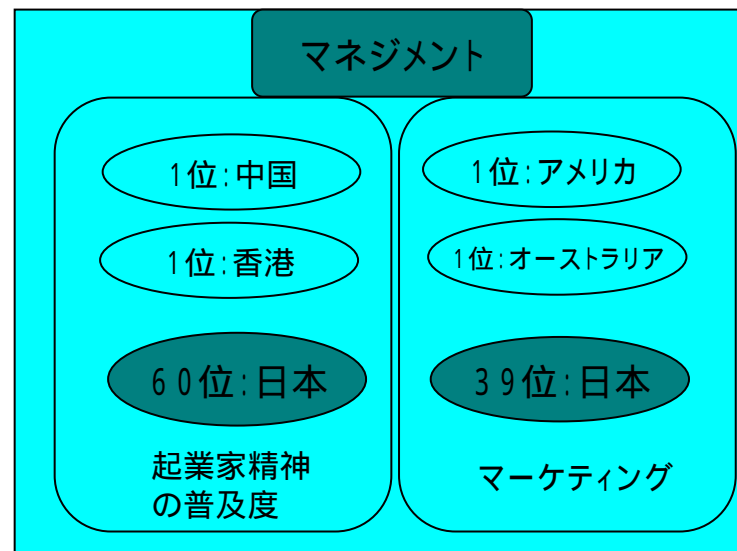 マネジメント
1位:中国
1位:香港
60位:日本
起業家精神
の普及度
1位:アメリカ
1位:オーストラリア
39位:日本
マーケティング